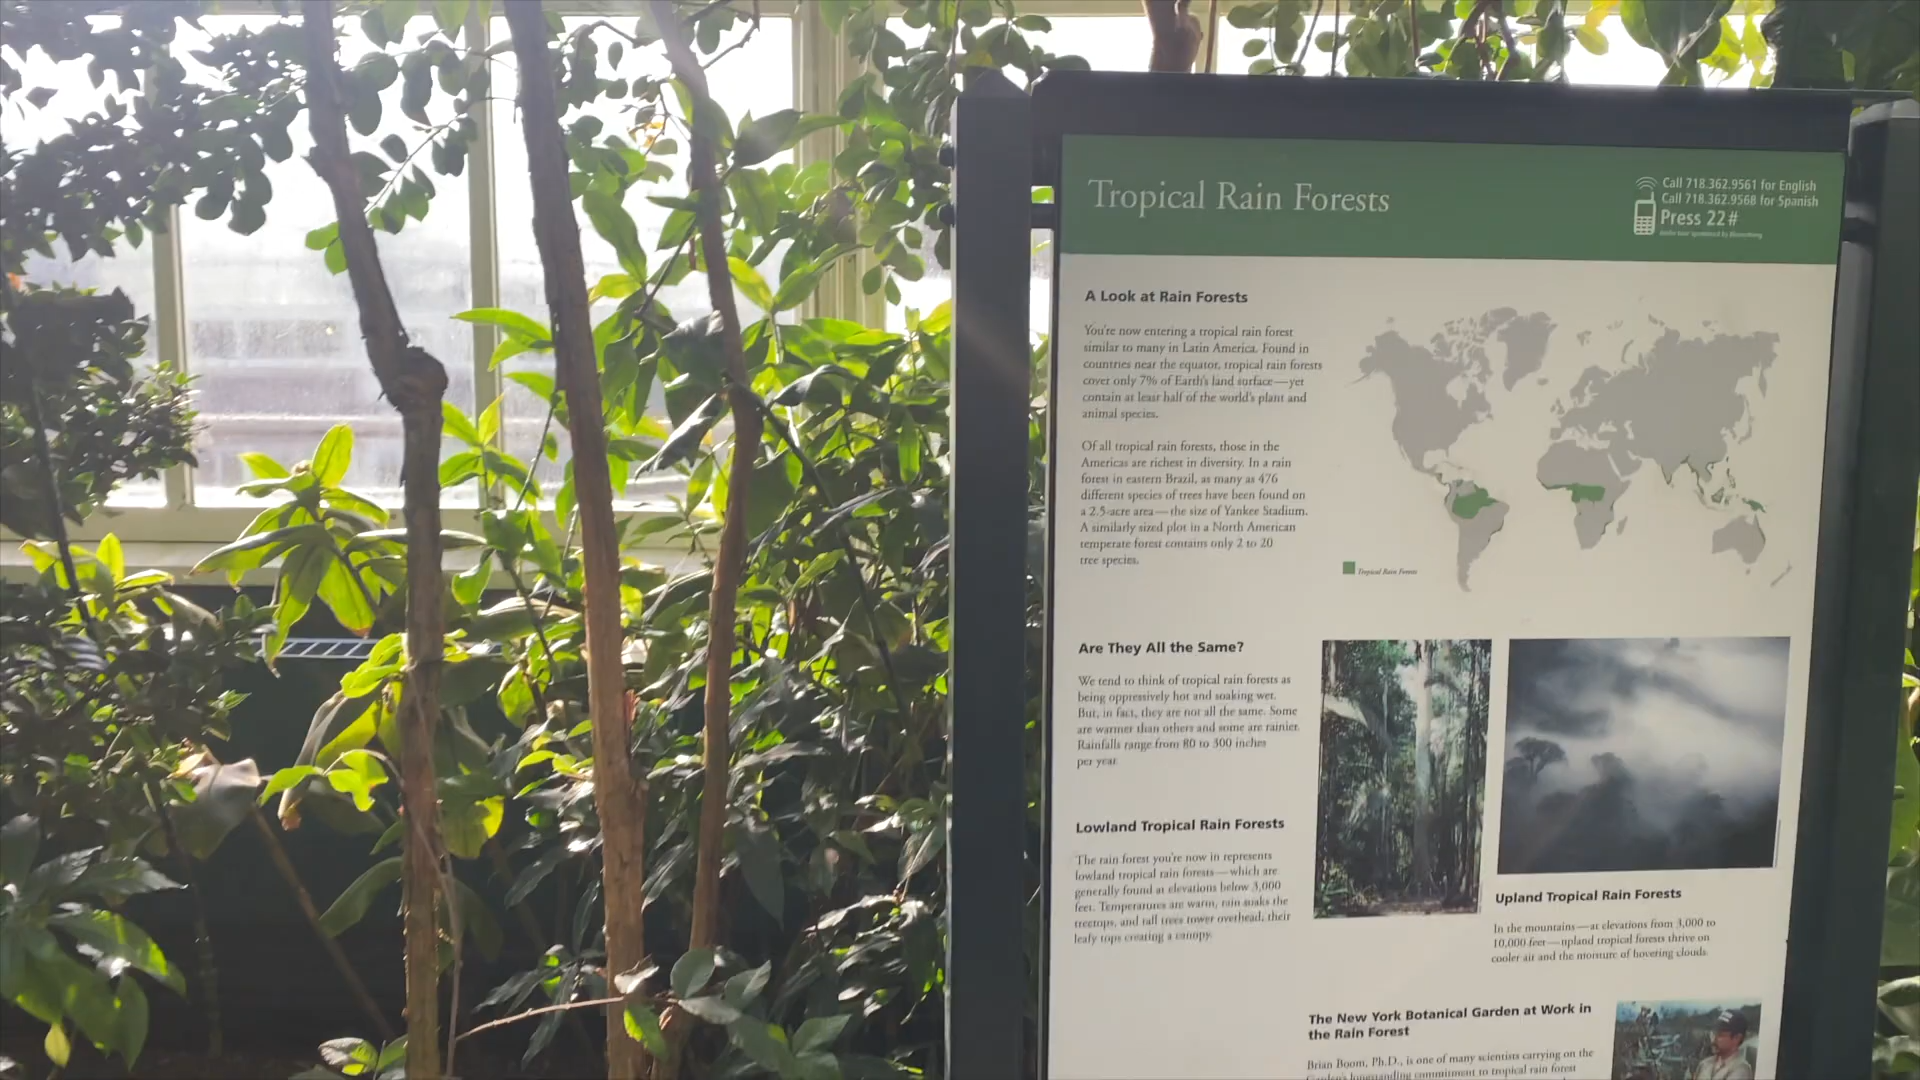 Tropical Rain Forests
Call 718.362.9561 for English
Call 718.362.9568 for Spanish
Press 22#
Audio tour sponsored by Bloomberg
A Look at Rain Forests
You're now entering a tropical rain forest
similar to many in Latin America. Found in
countries near the equator, tropical rain forests
cover only 7% of Earth's land surface—yet
contain at least half of the world's plant and
animal species.
Of all tropical rain forests, those in the
Americas are richest in diversity. In a rain
forest in eastern Brazil, as many as 476
different species of trees have been found on
a 2.5-acre area—the size of Yankee Stadium.
A similarly sized plot in a North American
temperate forest contains only 2 to 20
tree species.
Tropical Rain Forests
Are They All the Same?
We tend to think of tropical rain forests as
being oppressively hot and soaking wet.
But, in fact, they are not all the same. Some
are warmer than others and some are rainier.
Rainfalls range from 80 to 300 inches
per year.
Lowland Tropical Rain Forests
The rain forest you're now in represents
lowland tropical rain forests—which are
generally found at elevations below 3,000
feet. Temperatures are warm, rain soaks the
treetops, and tall trees tower overhead, their
leafy tops creating a canopy.
Upland Tropical Rain Forests
In the mountains—at elevations from 3,000 to
10,000 feet—upland tropical forests thrive on
cooler air and the moisture of hovering clouds.
The New York Botanical Garden at Work in
the Rain Forest
Brian Boom, Ph.D., is one of many scientists carrying on the
Garden's longstanding commitment to tropical rain forest